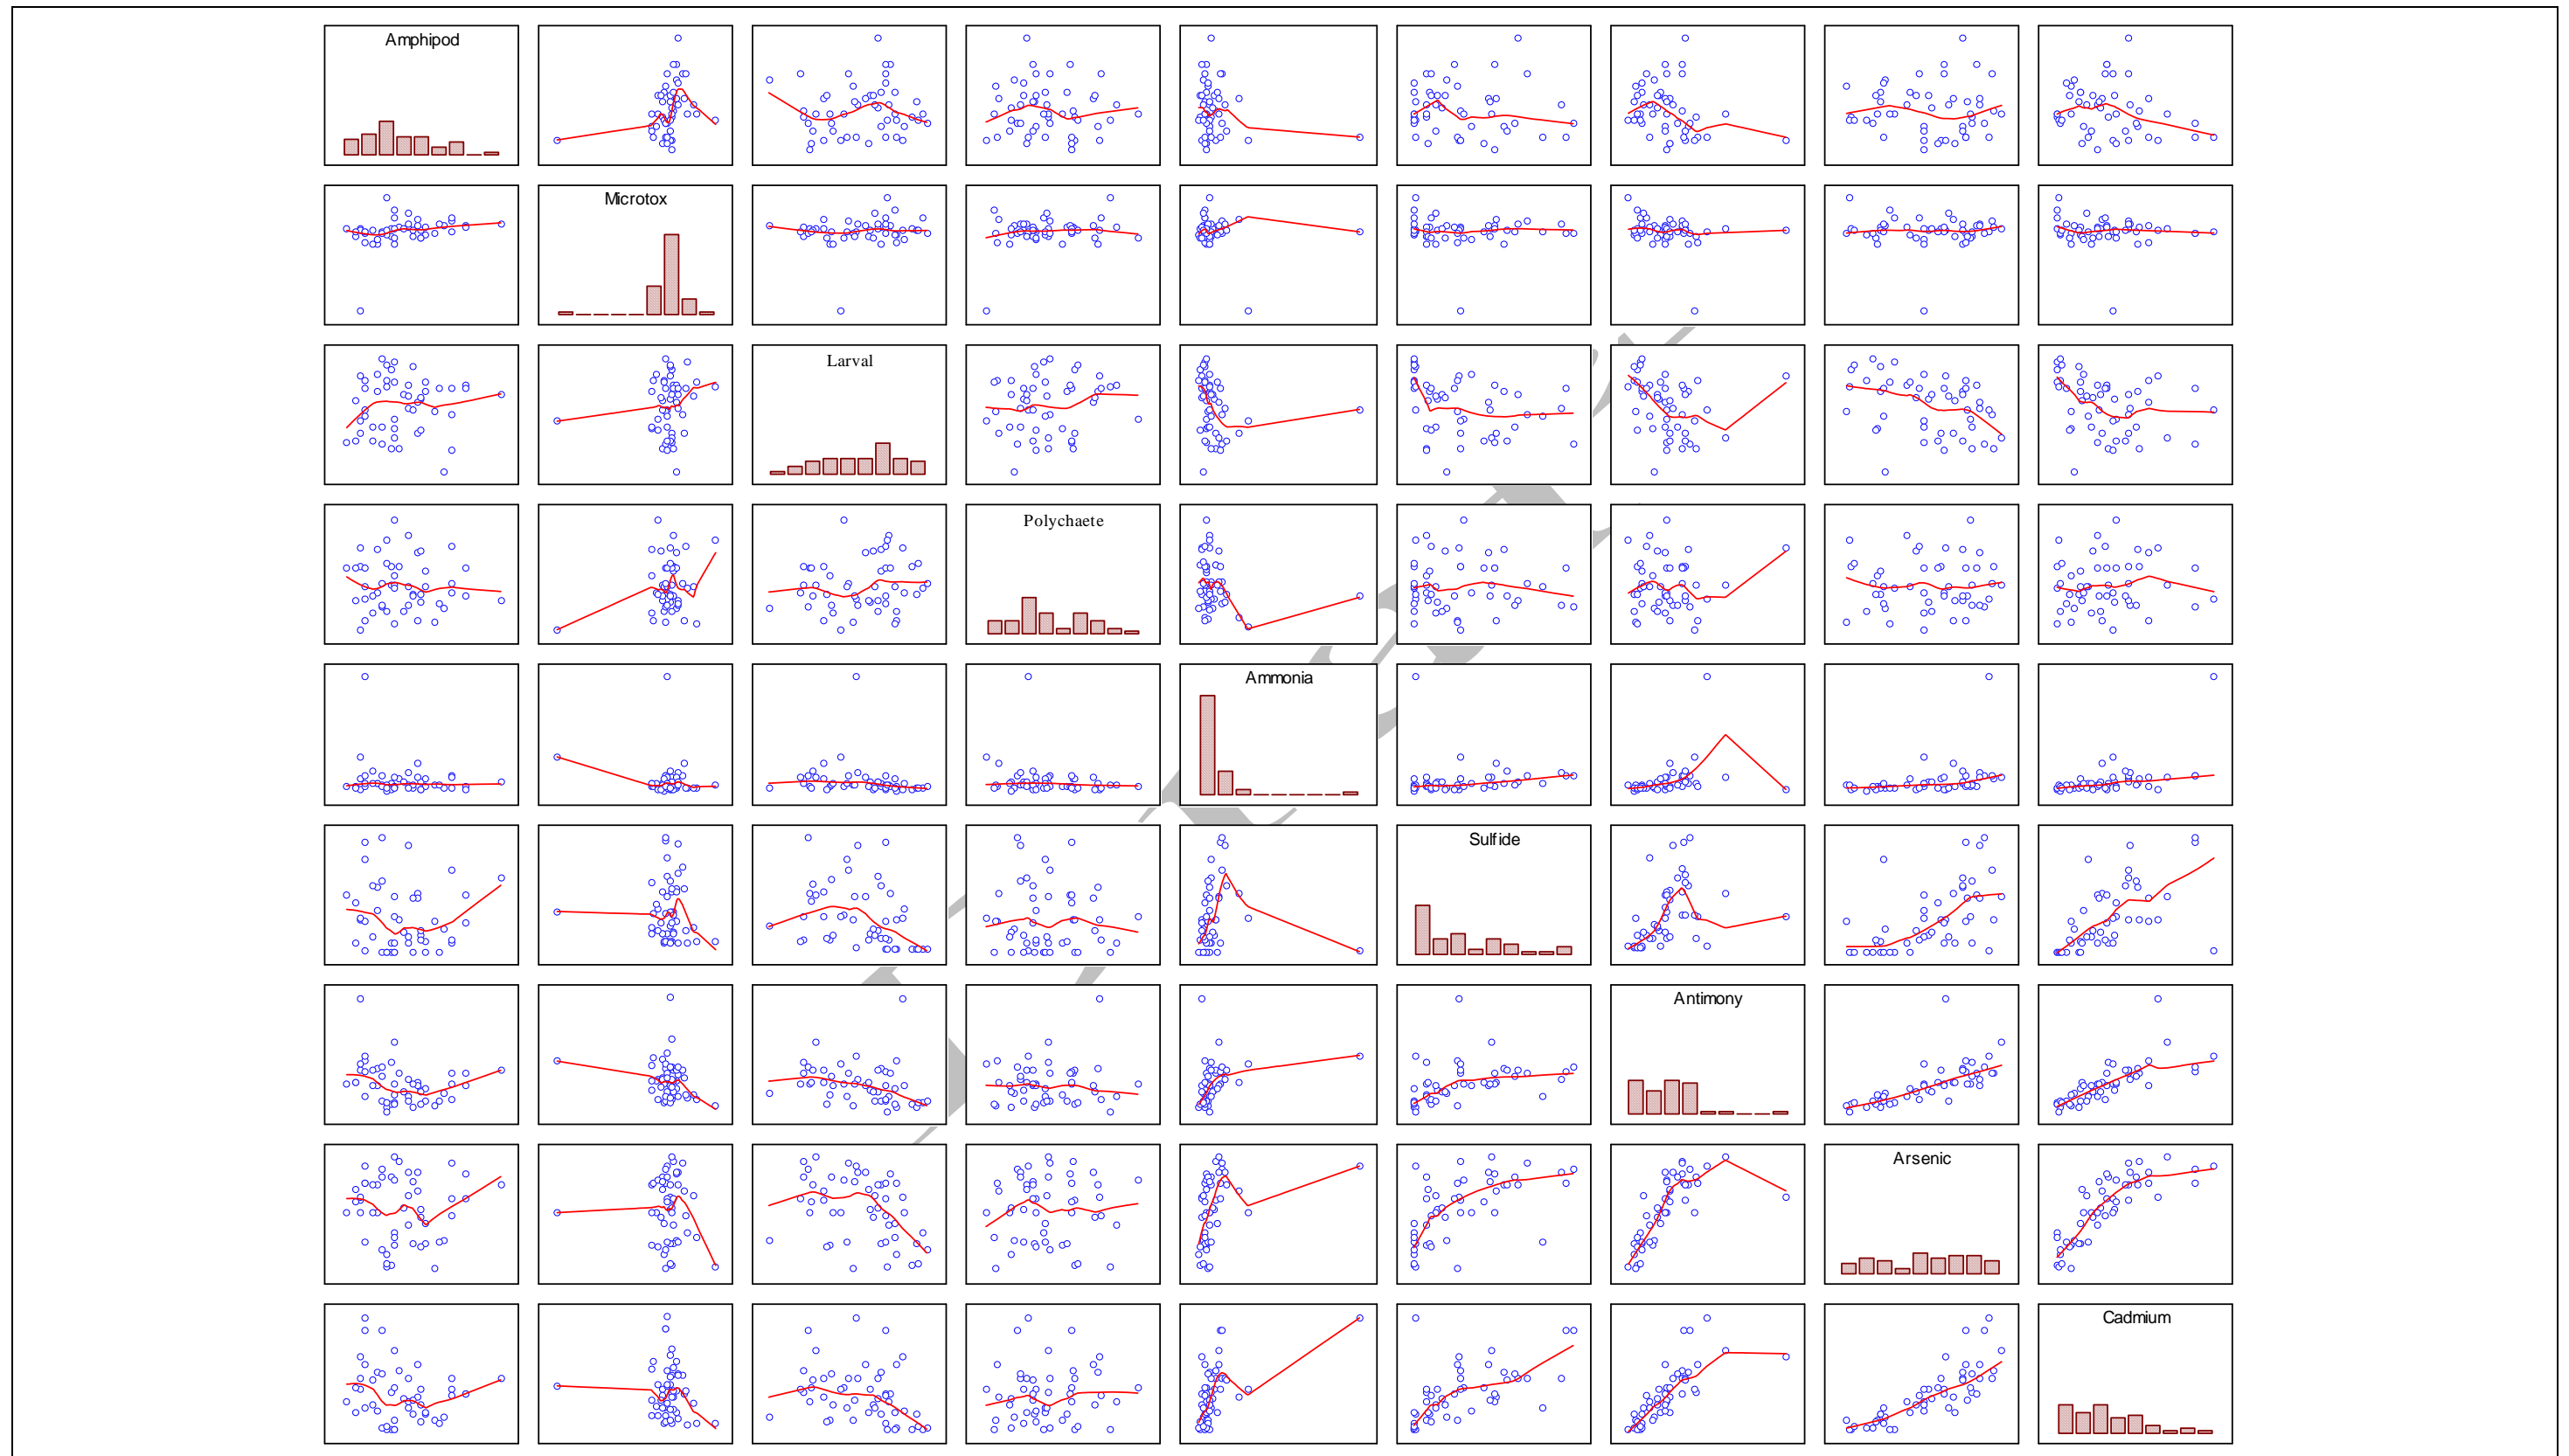 Amphipod
Microtox
Larval
Polychaete
Ammonia
Sulfide
Antimony
Arsenic
Cadmium